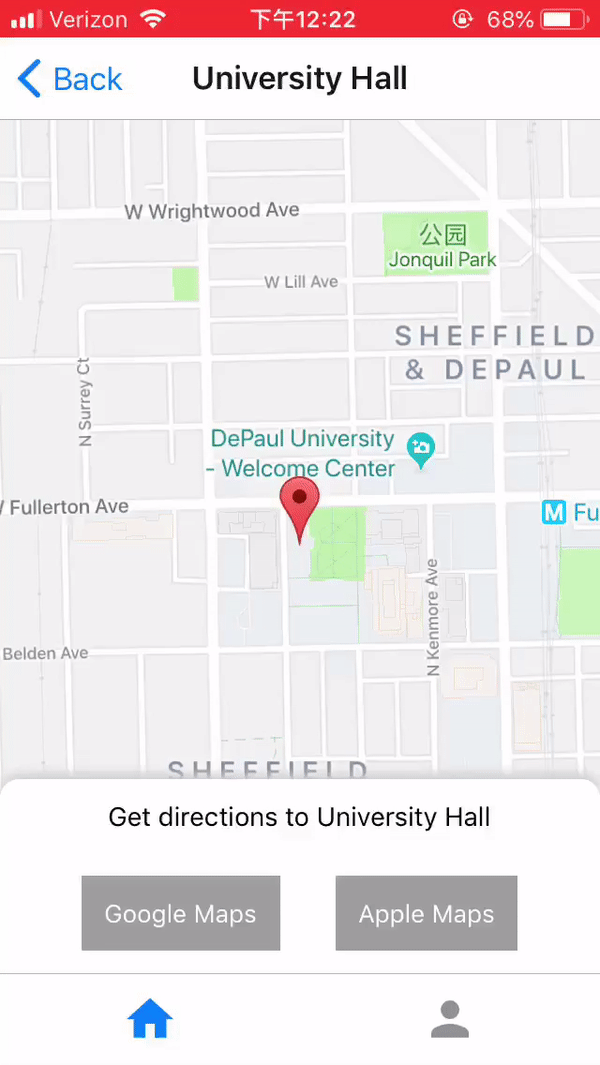 Verizon 下午12:22 68%
Back University Hall
W Wrightwood Ave
公园
Jonquil Park
W Lill Ave
SHEFFIELD
& DEPAUL
N Surrey Ct
DePaul University
- Welcome Center
W Fullerton Ave
M Fu
N Kenmore Ave
Belden Ave
SHEFFIELD
Get directions to University Hall
Google Maps Apple Maps